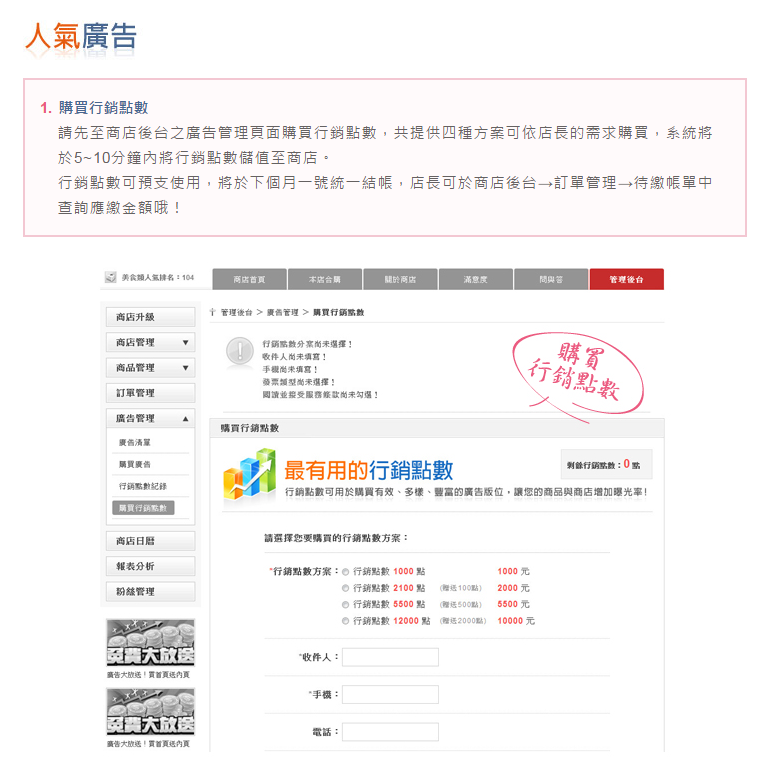 人氣廣告
1. 購買行銷點數
請先至商店後台之廣告管理頁面購買行銷點數，共提供四種方案可依店長的需求購買，系統將
於5~10分鐘內將行銷點數儲值至商店。
行銷點數可預支使用，將於下個月一號統一結帳，店長可於商店後台→訂單管理→待繳帳單中
查詢應繳金額哦！
美食類人氣排名：104
商店首頁 本店合購 關於商店 滿意度 問與答 管理後台
管理後台 > 廣告管理 > 購買行銷點數
商店升級
商店管理
商品管理
訂單管理
廣告管理
廣告清單
購買廣告
行銷點數記錄
購買行銷點數
商店日曆
報表分析
粉絲管理
免費大放送
廣告大放送！買首頁送內頁
免費大放送
廣告大放送！買首頁送內頁
行銷點數分案尚未選擇！
收件人尚未填寫！
手機尚未填寫！
發票類型尚未選擇！
閱讀並接受服務條款尚未勾選！
購買
行銷點數
購買行銷點數
最有用的行銷點數
剩餘行銷點數：0 點
行銷點數可用於購買有效、多樣、豐富的廣告版位，讓您的商品與商店增加曝光率！
請選擇您要購買的行銷點數方案：
*行銷點數方案： 行銷點數 1000 點 1000 元
行銷點數 2100 點 (贈送100點) 2000 元
行銷點數 5500 點 (贈送500點) 5500 元
行銷點數 12000 點 (贈送2000點) 10000 元
*收件人：
*手機：
電話：